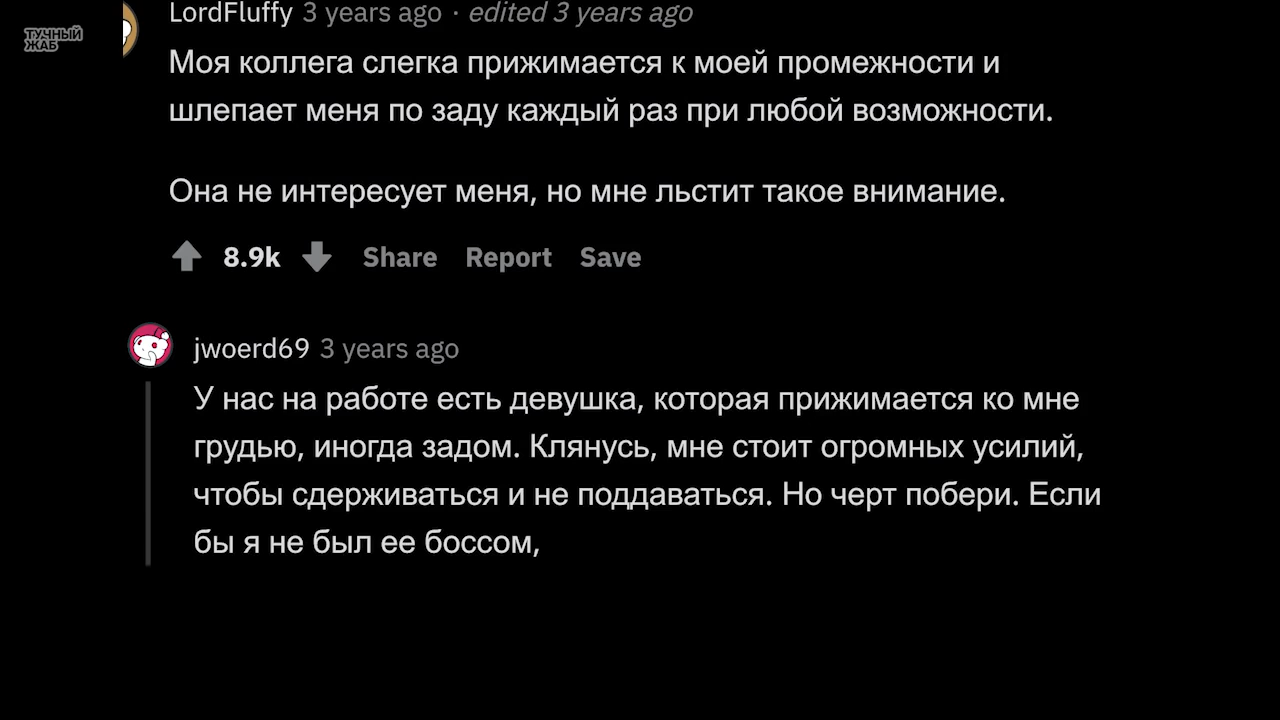 ТУЧНЫЙ
ЖАБ
LordFluffy 3 years ago · edited 3 years ago
Моя коллега слегка прижимается к моей промежности и
шлепает меня по заду каждый раз при любой возможности.
Она не интересует меня, но мне льстит такое внимание.
8.9k Share Report Save
jwoerd69 3 years ago
У нас на работе есть девушка, которая прижимается ко мне
грудью, иногда задом. Клянусь, мне стоит огромных усилий,
чтобы сдерживаться и не поддаваться. Но черт побери. Если
бы я не был ее боссом,